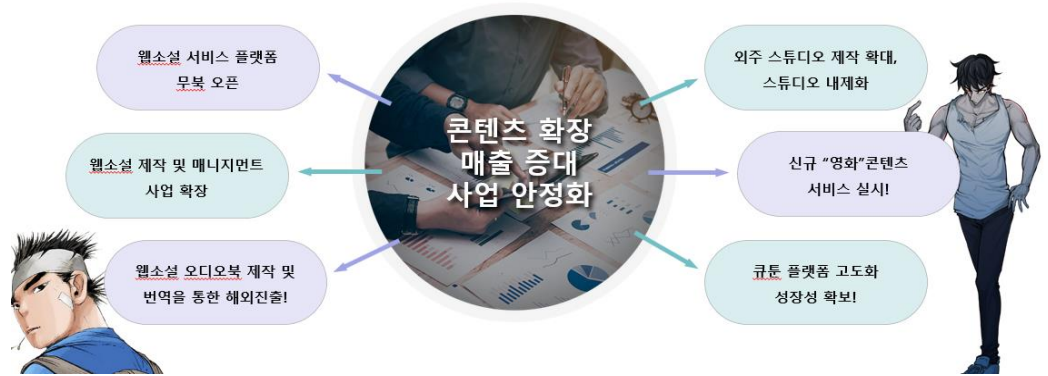 웹소설 서비스 플랫폼
무북 오픈
웹소설 제작 및 매니지먼트
사업 확장
웹소설 오디오북 제작 및
번역을 통한 해외진출!
콘텐츠 확장
매출 증대
사업 안정화
외주 스튜디오 제작 확대,
스튜디오 내제화
신규 “영화”콘텐츠
서비스 실시!
큐툰 플랫폼 고도화
성장성 확보!